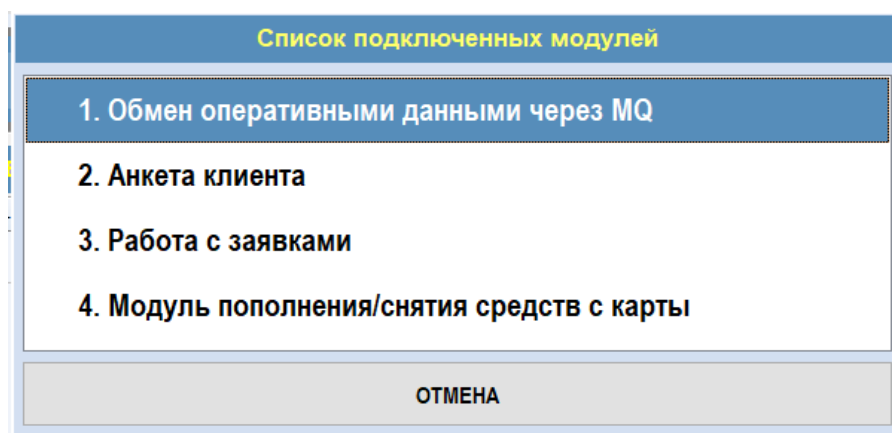 Список подключенных модулей
1. Обмен оперативными данными через MQ
2. Анкета клиента
3. Работа с заявками
4. Модуль пополнения/снятия средств с карты
ОТМЕНА